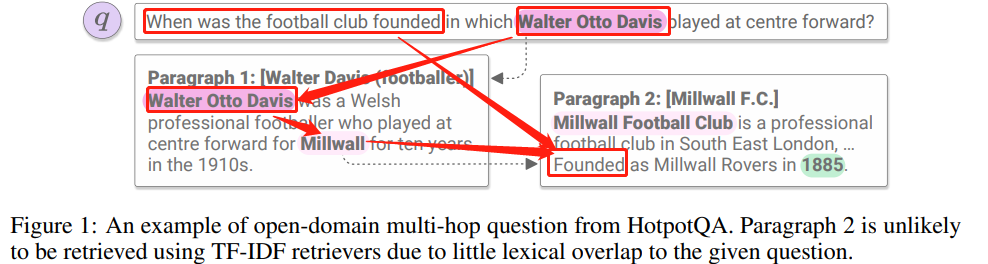 q
When was the football club founded in which Walter Otto Davis played at centre forward?
Paragraph 1: [Walter Davis (footballer)]
Walter Otto Davis was a Welsh
professional footballer who played at
centre forward for Millwall for ten years
in the 1910s.
Paragraph 2: [Millwall F.C.]
Millwall Football Club is a professional
football club in South East London, ...
Founded as Millwall Rovers in 1885.
Figure 1: An example of open-domain multi-hop question from HotpotQA. Paragraph 2 is unlikely
to be retrieved using TF-IDF retrievers due to little lexical overlap to the given question.